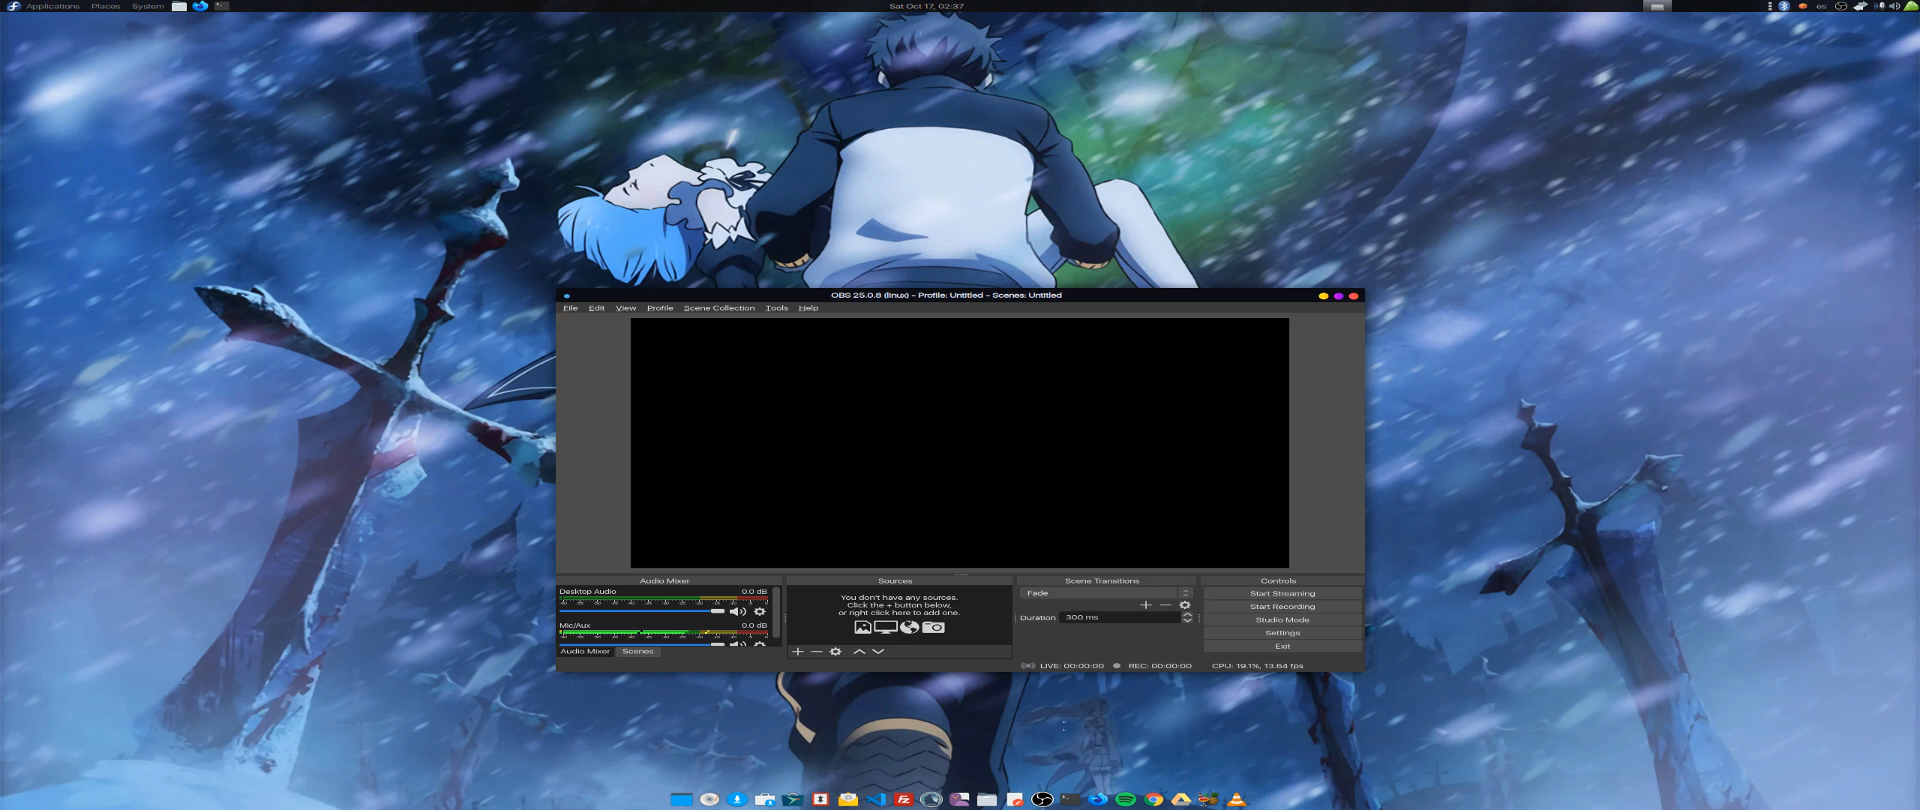 Applications Places System
Sat Oct 17, 02:37
es
OBS 25.0.8 (linux) - Profile: Untitled - Scenes: Untitled
File Edit View Profile Scene Collection Tools Help
Audio Mixer
Desktop Audio 0.0 dB
Mic/Aux 0.0 dB
Audio Mixer Scenes
Sources
You don't have any sources.
Click the + button below,
or right click here to add one.
Scene Transitions
Fade
Duration 300 ms
Controls
Start Streaming
Start Recording
Studio Mode
Settings
Exit
LIVE: 00:00:00 REC: 00:00:00 CPU: 19.1%, 13.64 fps